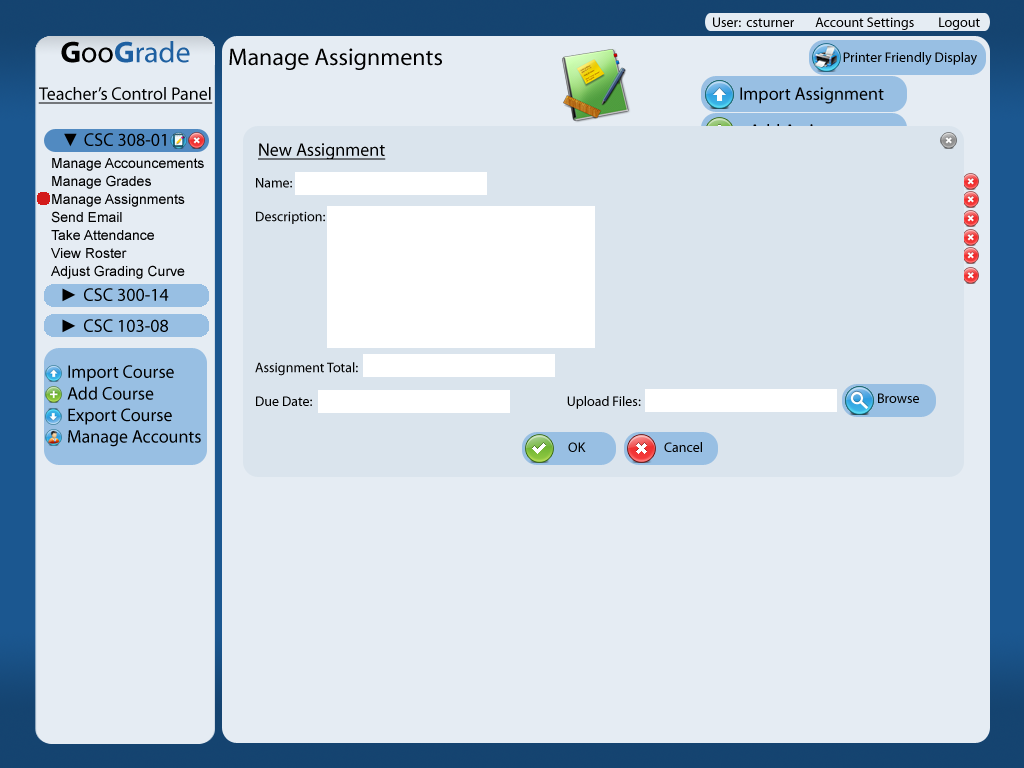 User: csturner Account Settings Logout
GooGrade
Teacher's Control Panel
CSC 308-01
Manage Accouncements
Manage Grades
Manage Assignments
Send Email
Take Attendance
View Roster
Adjust Grading Curve
CSC 300-14
CSC 103-08
Import Course
Add Course
Export Course
Manage Accounts
Manage Assignments
Printer Friendly Display
Import Assignment
New Assignment
Name:
Description:
Assignment Total:
Due Date:
Upload Files:
Browse
OK
Cancel